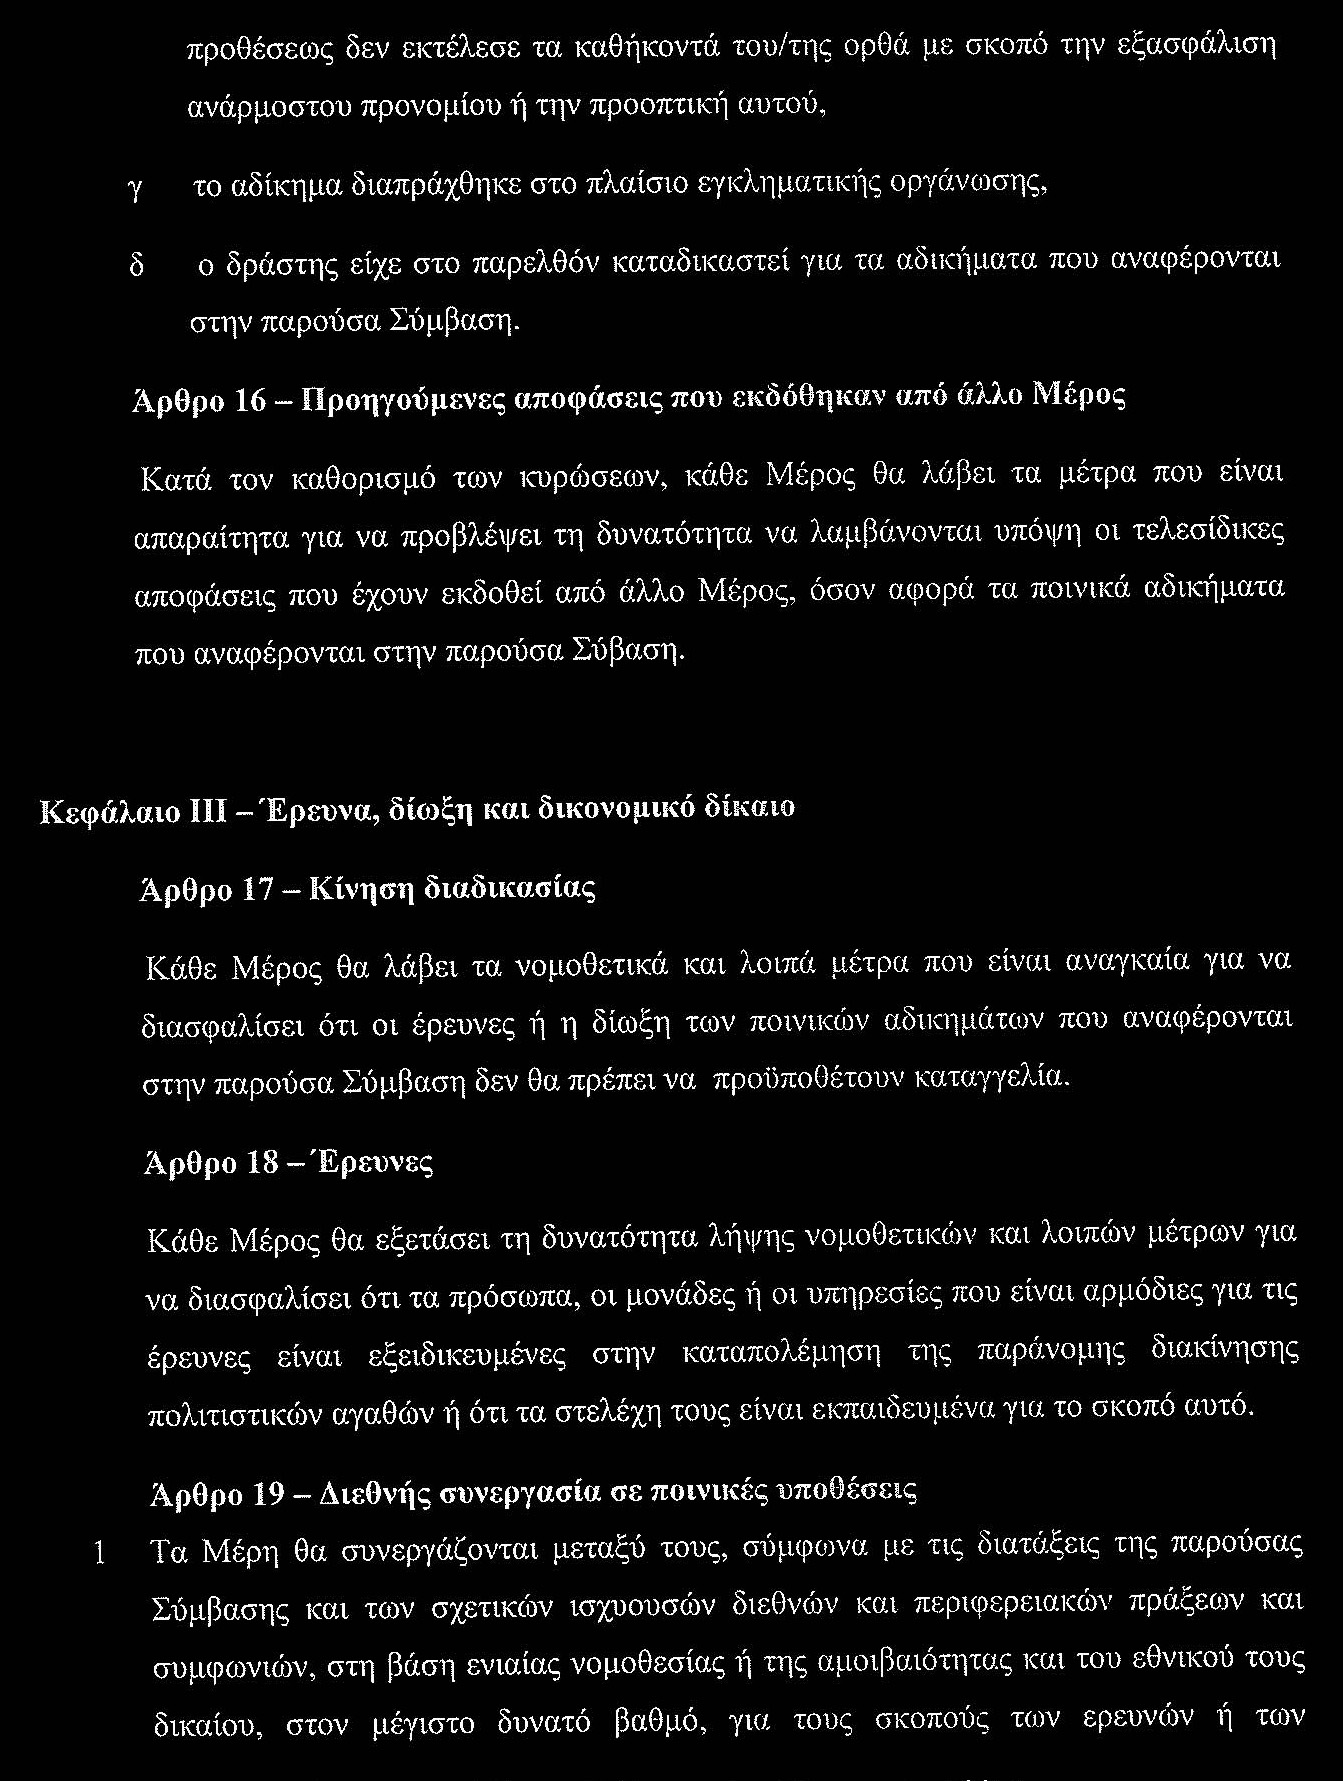 προθέσεως δεν εκτέλεσε τα καθήκοντά του/της ορθά με σκοπό την εξασφάλιση
ανάρμοστου προνομίου ή την προοπτική αυτού,
γ το αδίκημα διαπράχθηκε στο πλαίσιο εγκληματικής οργάνωσης,
δ ο δράστης είχε στο παρελθόν καταδικαστεί για τα αδικήματα που αναφέρονται
στην παρούσα Σύμβαση.
Άρθρο 16 – Προηγούμενες αποφάσεις που εκδόθηκαν από άλλο Μέρος
Κατά τον καθορισμό των κυρώσεων, κάθε Μέρος θα λάβει τα μέτρα που είναι
απαραίτητα για να προβλέψει τη δυνατότητα να λαμβάνονται υπόψη οι τελεσίδικες
αποφάσεις που έχουν εκδοθεί από άλλο Μέρος, όσον αφορά τα ποινικά αδικήματα
που αναφέρονται στην παρούσα Σύβαση.
Κεφάλαιο ΙΙΙ – Έρευνα, δίωξη και δικονομικό δίκαιο
Άρθρο 17 – Κίνηση διαδικασίας
Κάθε Μέρος θα λάβει τα νομοθετικά και λοιπά μέτρα που είναι αναγκαία για να
διασφαλίσει ότι οι έρευνες ή η δίωξη των ποινικών αδικημάτων που αναφέρονται
στην παρούσα Σύμβαση δεν θα πρέπει να προϋποθέτουν καταγγελία.
Άρθρο 18 – Έρευνες
Κάθε Μέρος θα εξετάσει τη δυνατότητα λήψης νομοθετικών και λοιπών μέτρων για
να διασφαλίσει ότι τα πρόσωπα, οι μονάδες ή οι υπηρεσίες που είναι αρμόδιες για τις
έρευνες είναι εξειδικευμένες στην καταπολέμηση της παράνομης διακίνησης
πολιτιστικών αγαθών ή ότι τα στελέχη τους είναι εκπαιδευμένα για το σκοπό αυτό.
Άρθρο 19 – Διεθνής συνεργασία σε ποινικές υποθέσεις
1 Τα Μέρη θα συνεργάζονται μεταξύ τους, σύμφωνα με τις διατάξεις της παρούσας
Σύμβασης και των σχετικών ισχυουσών διεθνών και περιφερειακών πράξεων και
συμφωνιών, στη βάση ενιαίας νομοθεσίας ή της αμοιβαιότητας και του εθνικού τους
δικαίου, στον μέγιστο δυνατό βαθμό, για τους σκοπούς των ερευνών ή των